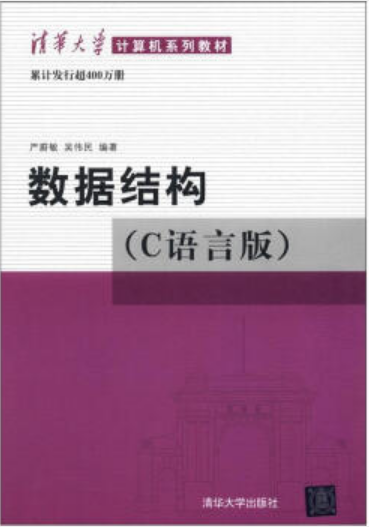 清华大学 计算机系列教材
累计发行超400万册
严蔚敏 吴伟民 编著
数据结构
(C语言版)
清华大学出版社